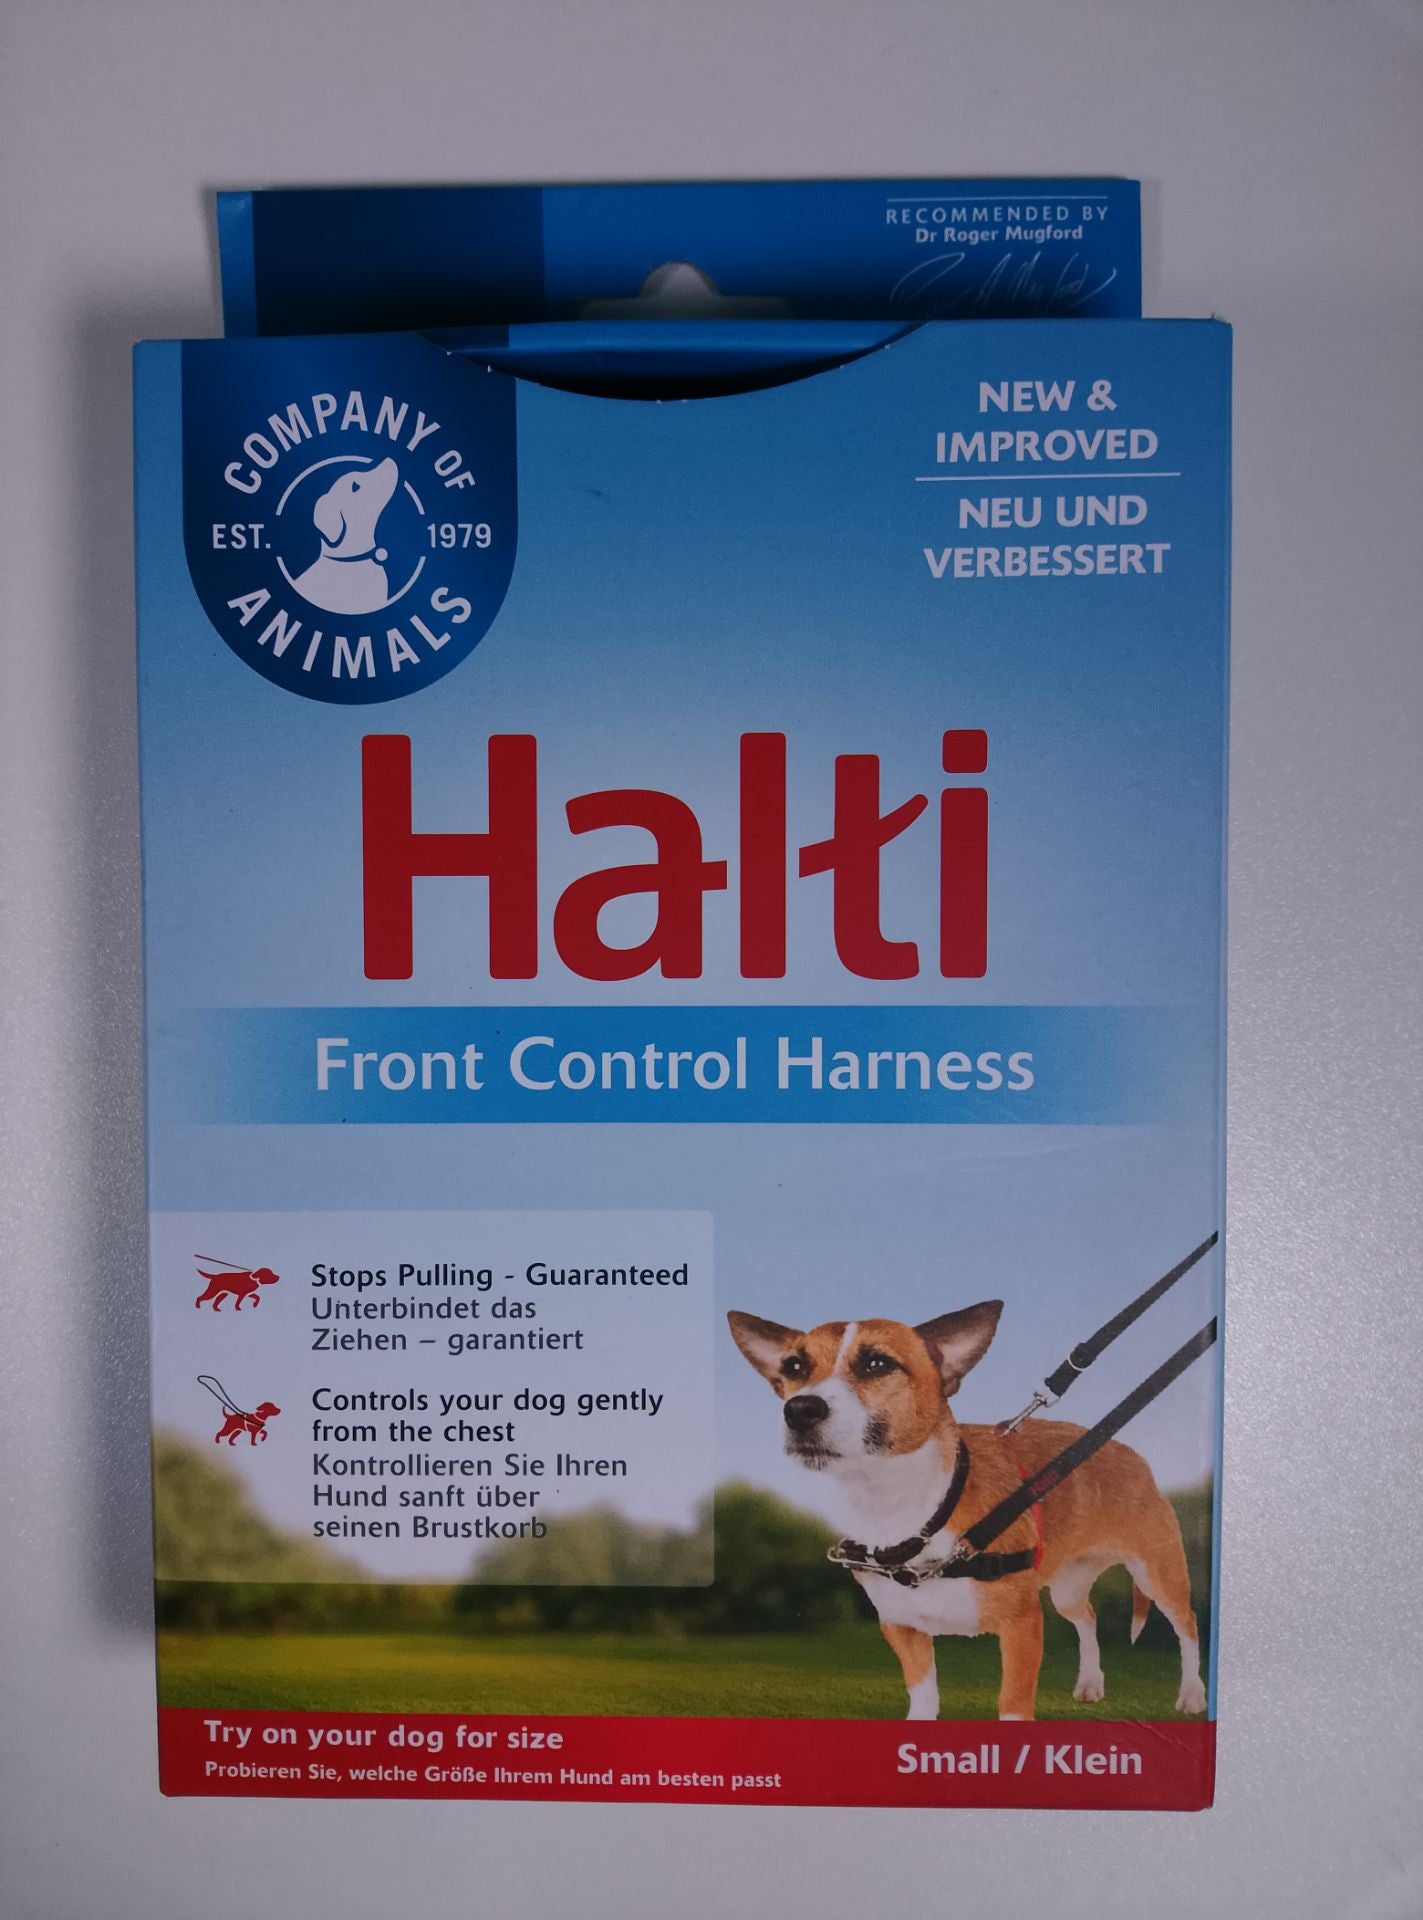 RECOMMENDED BY
Dr Roger Mugford
COMPANY OF
EST. 1979
ANIMALS
NEW &
IMPROVED
NEU UND
VERBESSERT
Halti
Front Control Harness
Stops Pulling - Guaranteed
Unterbindet das
Ziehen – garantiert
Controls your dog gently
from the chest
Kontrollieren Sie Ihren
Hund sanft über
seinen Brustkorb
Halti
Try on your dog for size
Probieren Sie, welche Größe Ihrem Hund am besten passt
Small / Klein